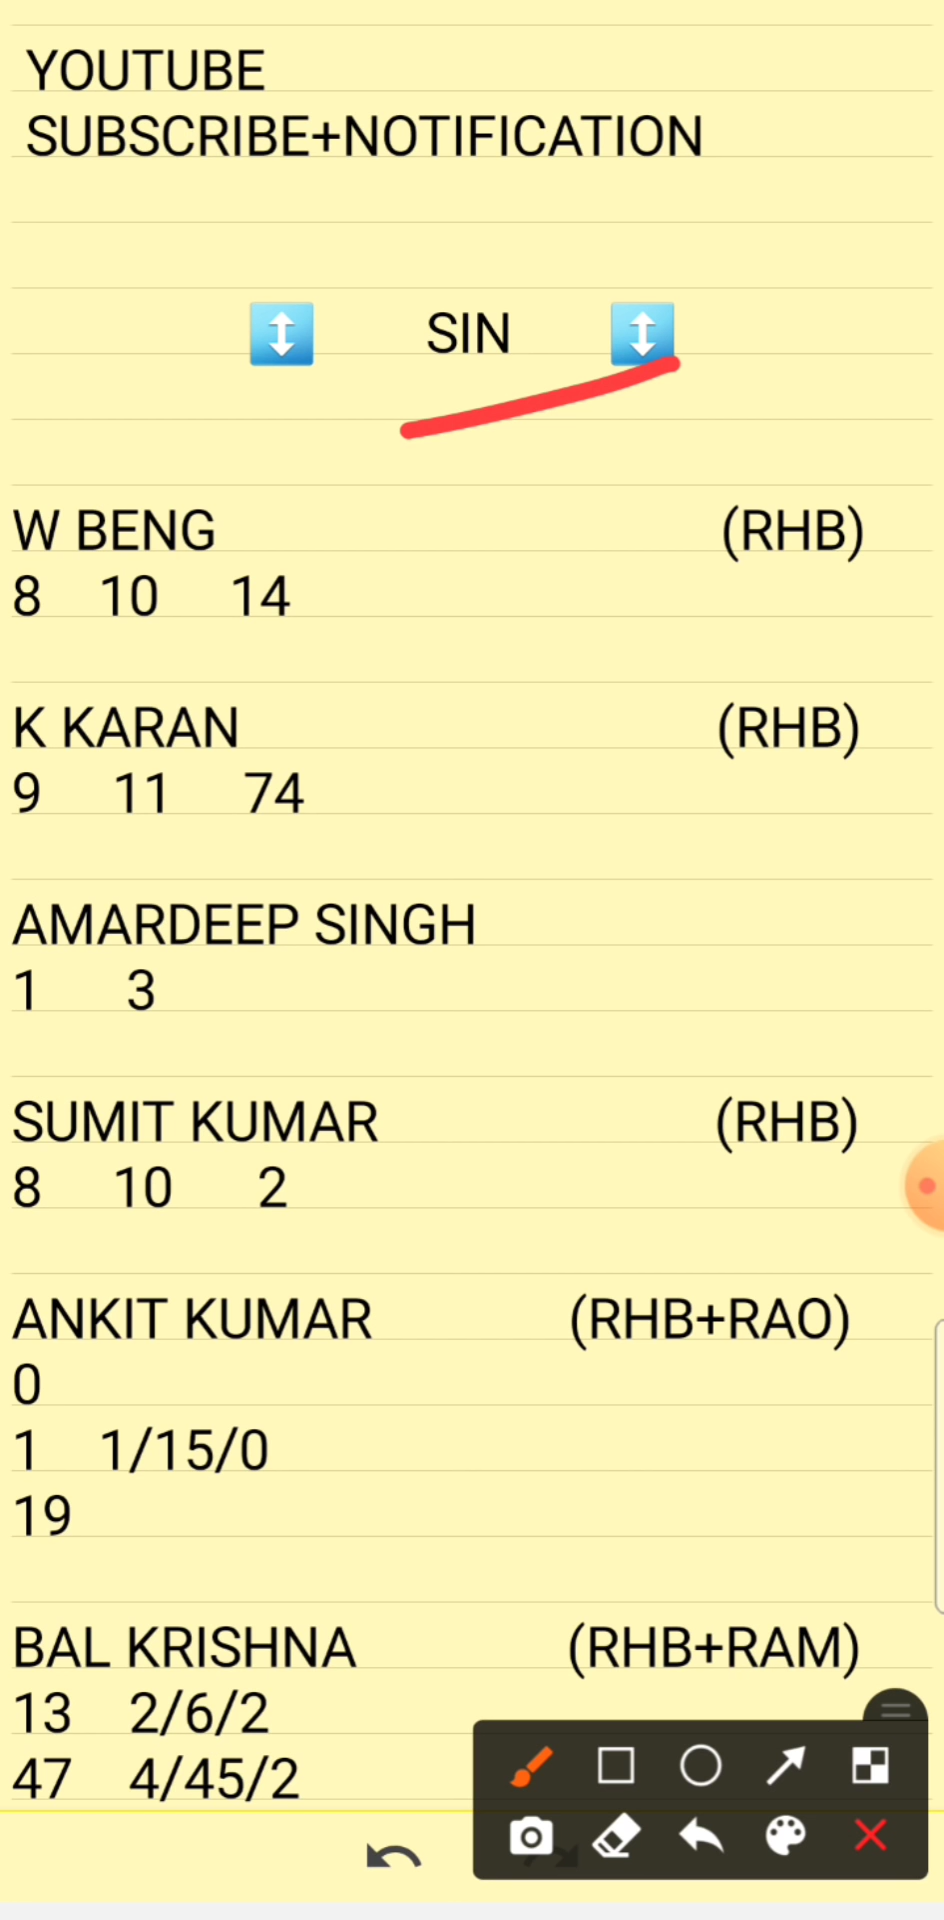 YOUTUBE
SUBSCRIBE+NOTIFICATION
↕️ SIN ↕️
W BENG (RHB)
8 10 14
K KARAN (RHB)
9 11 74
AMARDEEP SINGH
1 3
SUMIT KUMAR (RHB)
8 10 2
ANKIT KUMAR (RHB+RAO)
0
1 1/15/0
19
BAL KRISHNA (RHB+RAM)
13 2/6/2
47 4/45/2